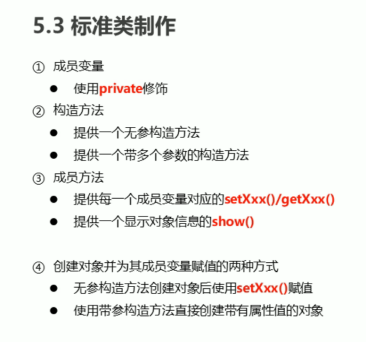 5.3 标准类制作
① 成员变量
● 使用private修饰
② 构造方法
● 提供一个无参构造方法
● 提供一个带多个参数的构造方法
③ 成员方法
● 提供每一个成员变量对应的setXxx()/getXxx()
● 提供一个显示对象信息的show()
④ 创建对象并为其成员变量赋值的两种方式
● 无参构造方法创建对象后使用setXxx()赋值
● 使用带参构造方法直接创建带有属性值的对象